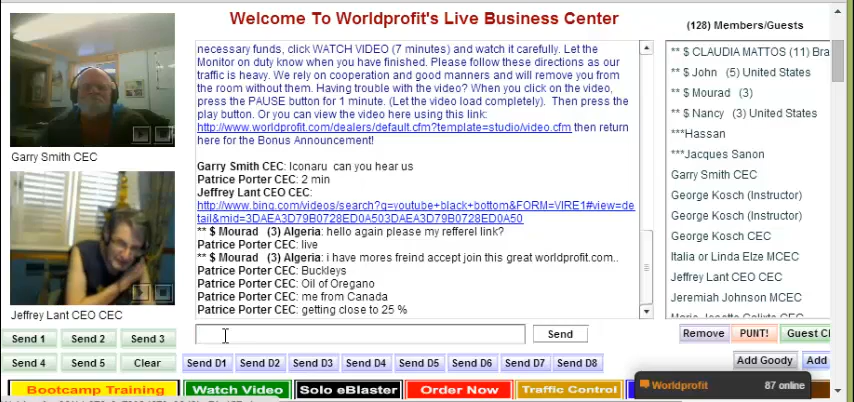 Welcome To Worldprofit's Live Business Center
(128) Members/Guests
Garry Smith CEC
Jeffrey Lant CEO CEC
necessary funds, click WATCH VIDEO (7 minutes) and watch it carefully. Let the
Monitor on duty know when you have finished. Please follow these directions as our
traffic is heavy. We rely on cooperation and good manners and will remove you from
the room without them. Having trouble with the video? When you click on the video,
press the PAUSE button for 1 minute. (Let the video load completely). Then press the
play button. Or you can view the video here using this link:
http://www.worldprofit.com/dealers/default.cfm?template=studio/video.cfm then return
here for the Bonus Announcement!
Garry Smith CEC: Iconaru can you hear us
Patrice Porter CEC: 2 min
Jeffrey Lant CEO CEC:
http://www.bing.com/videos/search?q=youtube+black+bottom&FORM=VIRE1#view=de
tail&mid=3DAEA3D79B0728ED0A503DAEA3D79B0728ED0A50
** $ Mourad (3) Algeria: hello again please my refferel link?
Patrice Porter CEC: live
** $ Mourad (3) Algeria: i have mores freind accept join this great worldprofit.com..
Patrice Porter CEC: Buckleys
Patrice Porter CEC: Oil of Oregano
Patrice Porter CEC: me from Canada
Patrice Porter CEC: getting close to 25 %
** $ CLAUDIA MATTOS (11) Bra
** $ John (5) United States
** $ Mourad (3)
** $ Nancy (3) United States
***Hassan
***Jacques Sanon
Garry Smith CEC
George Kosch (Instructor)
George Kosch (Instructor)
George Kosch CEC
Italia or Linda Elze MCEC
Jeffrey Lant CEO CEC
Jeremiah Johnson MCEC
Send
Remove PUNT! Guest
Send 1 Send 2 Send 3
Send 4 Send 5 Clear
Send D1 Send D2 Send D3 Send D4 Send D5 Send D6 Send D7 Send D8
Add Goody Add
Bootcamp Training Watch Video Solo eBlaster Order Now Traffic Control
Worldprofit 87 online